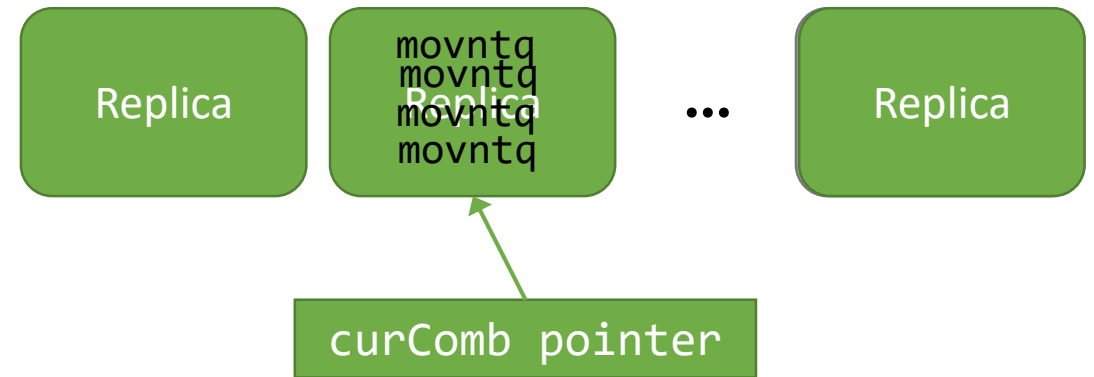 Replica
movntq
movntq
Replica
movntq
movntq
...
Replica
curComb pointer